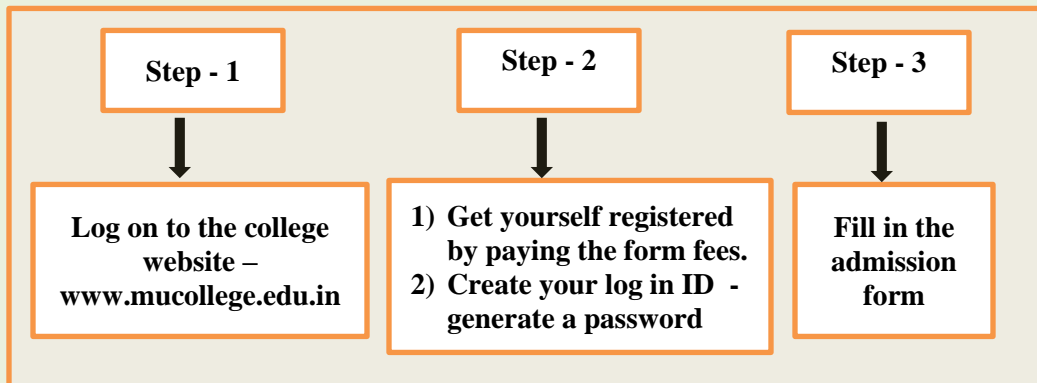 Step - 1
Log on to the college
website –
www.mucollege.edu.in
Step - 2
1) Get yourself registered
by paying the form fees.
2) Create your log in ID -
generate a password
Step - 3
Fill in the
admission
form